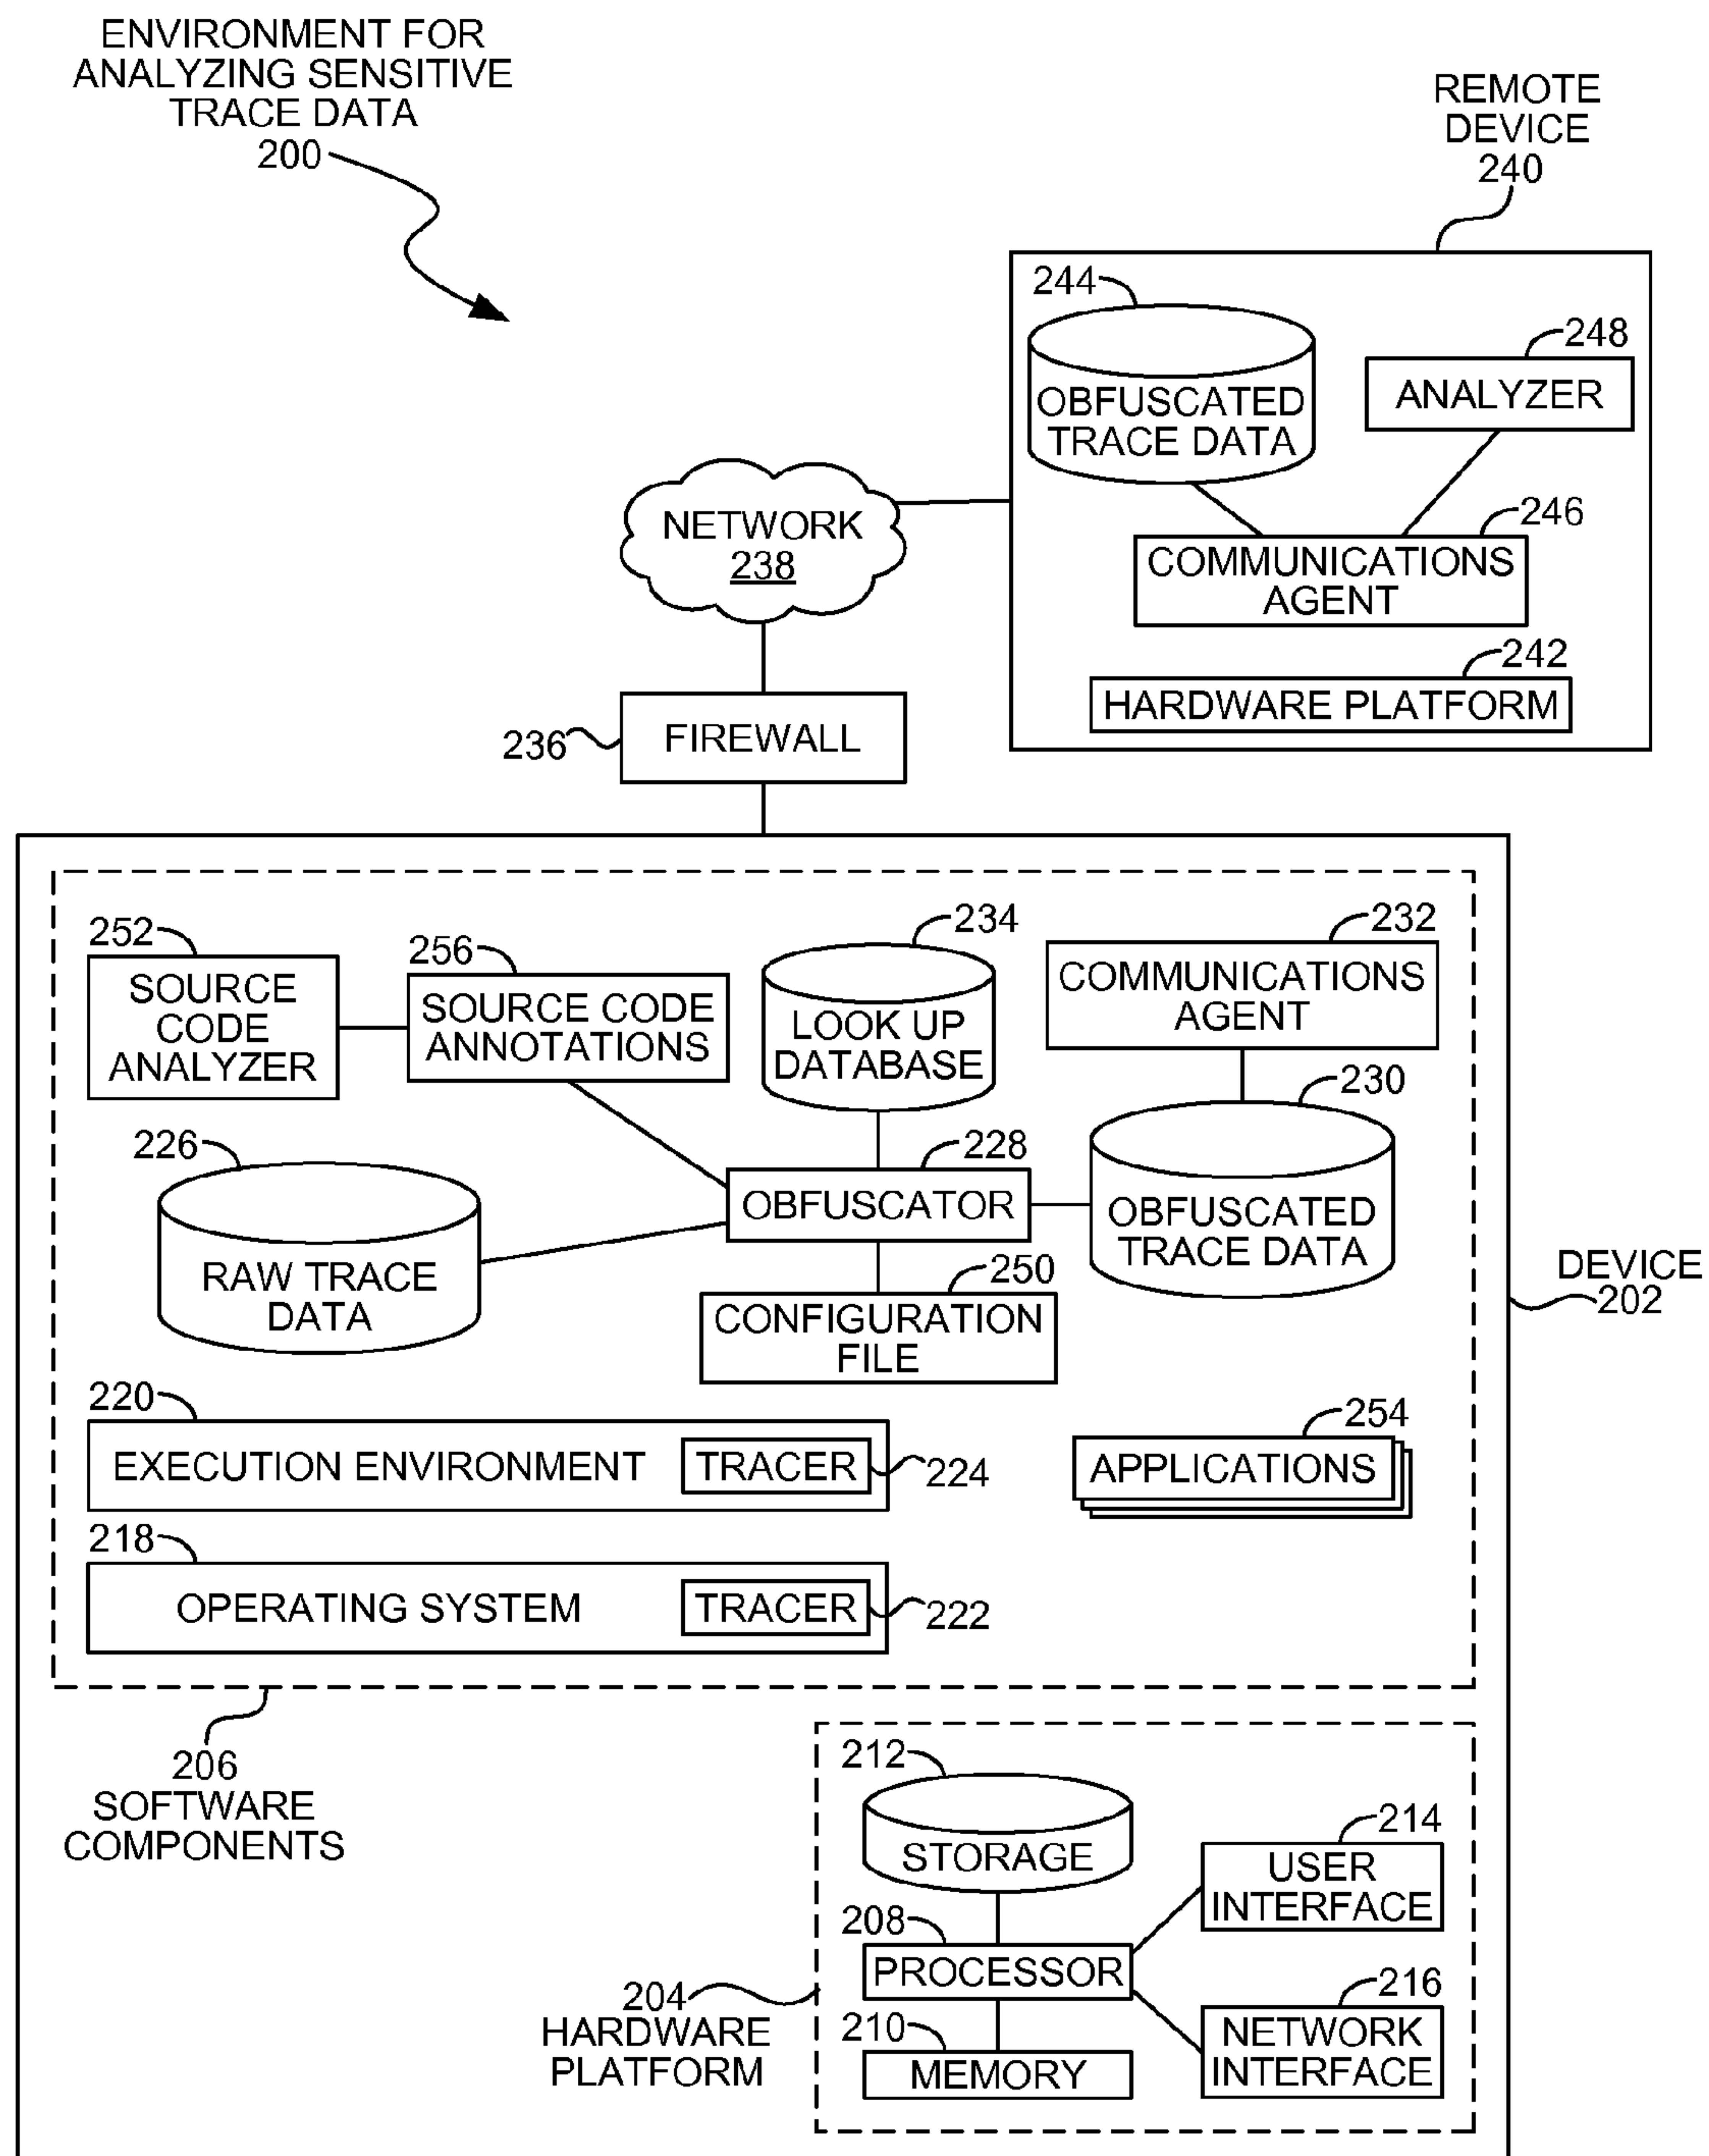 ENVIRONMENT FOR
ANALYZING SENSITIVE
TRACE DATA
200
REMOTE
DEVICE
240
244
OBFUSCATED
TRACE DATA
248
ANALYZER
246
COMMUNICATIONS
AGENT
242
HARDWARE PLATFORM
NETWORK
238
236
FIREWALL
252
SOURCE
CODE
ANALYZER
256
SOURCE CODE
ANNOTATIONS
234
LOOK UP
DATABASE
232
COMMUNICATIONS
AGENT
230
OBFUSCATED
TRACE DATA
226
RAW TRACE
DATA
228
OBFUSCATOR
250
CONFIGURATION
FILE
DEVICE
202
220
EXECUTION ENVIRONMENT
TRACER
224
254
APPLICATIONS
218
OPERATING SYSTEM
TRACER
222
206
SOFTWARE
COMPONENTS
212
STORAGE
214
USER
INTERFACE
208
PROCESSOR
204
HARDWARE
PLATFORM
210
MEMORY
216
NETWORK
INTERFACE